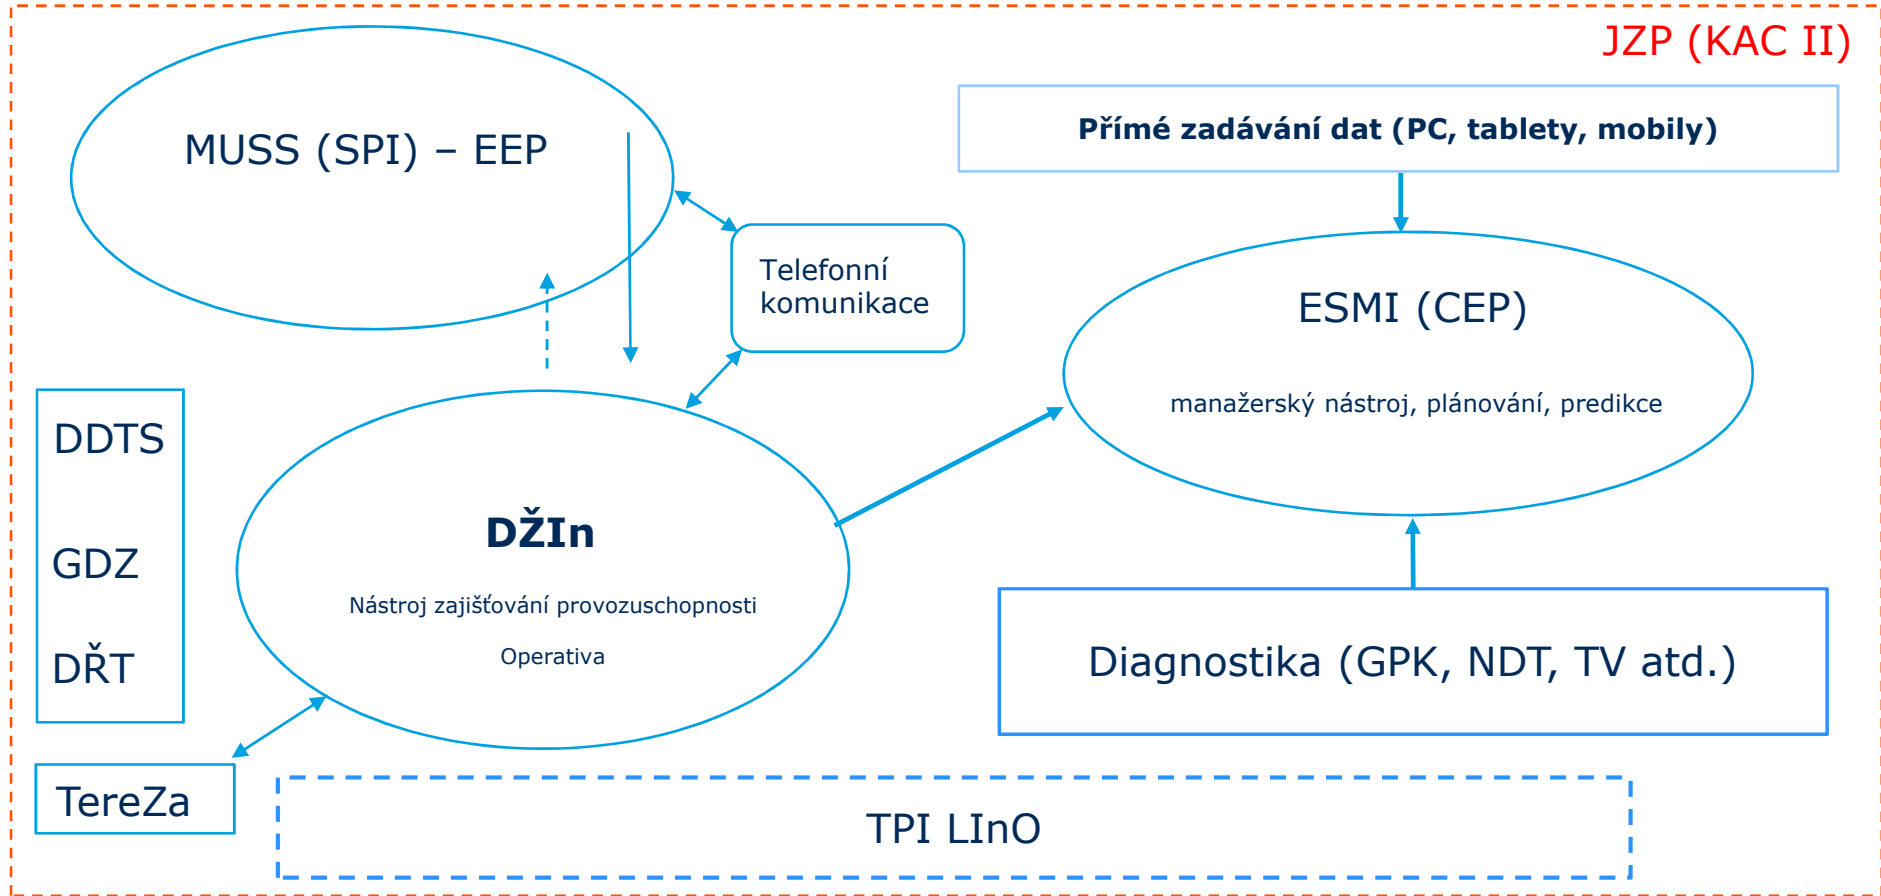 JZP (KAC II)
MUSS (SPI) – EEP
Přímé zadávání dat (PC, tablety, mobily)
Telefonní
komunikace
ESMI (CEP)
manažerský nástroj, plánování, predikce
DDTS
GDZ
DŘT
DŽIn
Nástroj zajišťování provozuschopnosti
Operativa
Diagnostika (GPK, NDT, TV atd.)
TereZa
TPI LInO